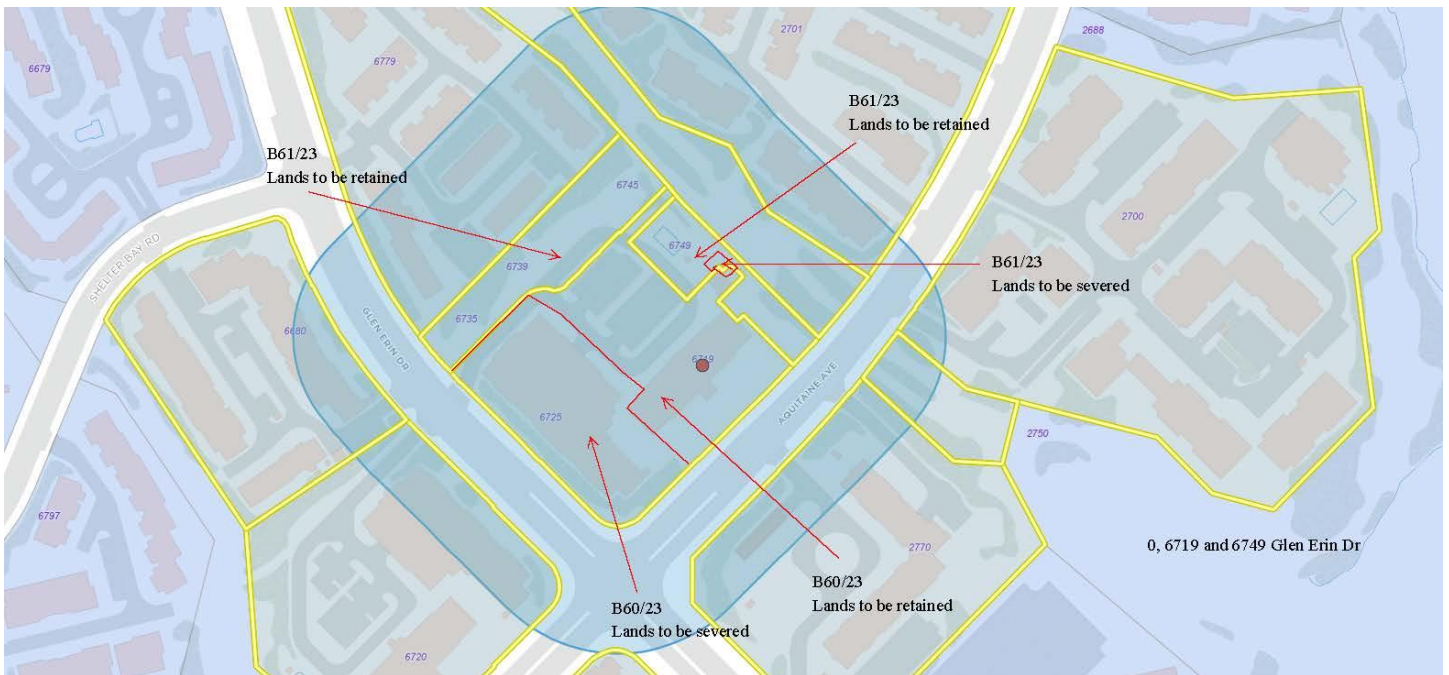 2701
2688
6679
6779
B61/23
Lands to be retained
B61/23
Lands to be retained
6745
2700
6749
SHELTER BAY RD
B61/23
Lands to be severed
6739
6735
6680
GLEN ERIN DR
6719
AQUITAINE AVE
6725
2750
6797
2770
0, 6719 and 6749 Glen Erin Dr
B60/23
Lands to be retained
B60/23
Lands to be severed
6720